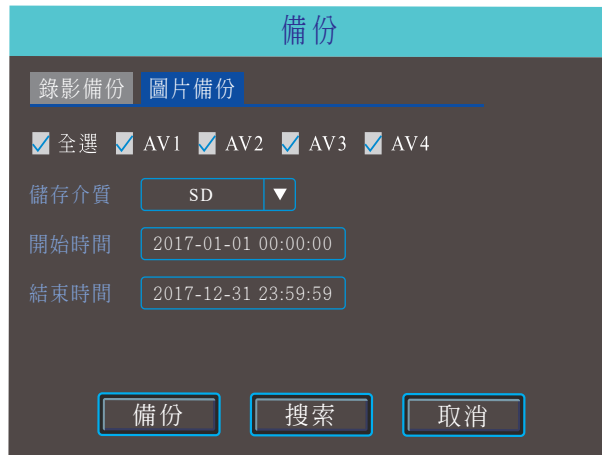 備份
錄影備份 圖片備份
全選 AV1 AV2 AV3 AV4
儲存介質 SD
開始時間 2017-01-01 00:00:00
結束時間 2017-12-31 23:59:59
備份 搜索 取消